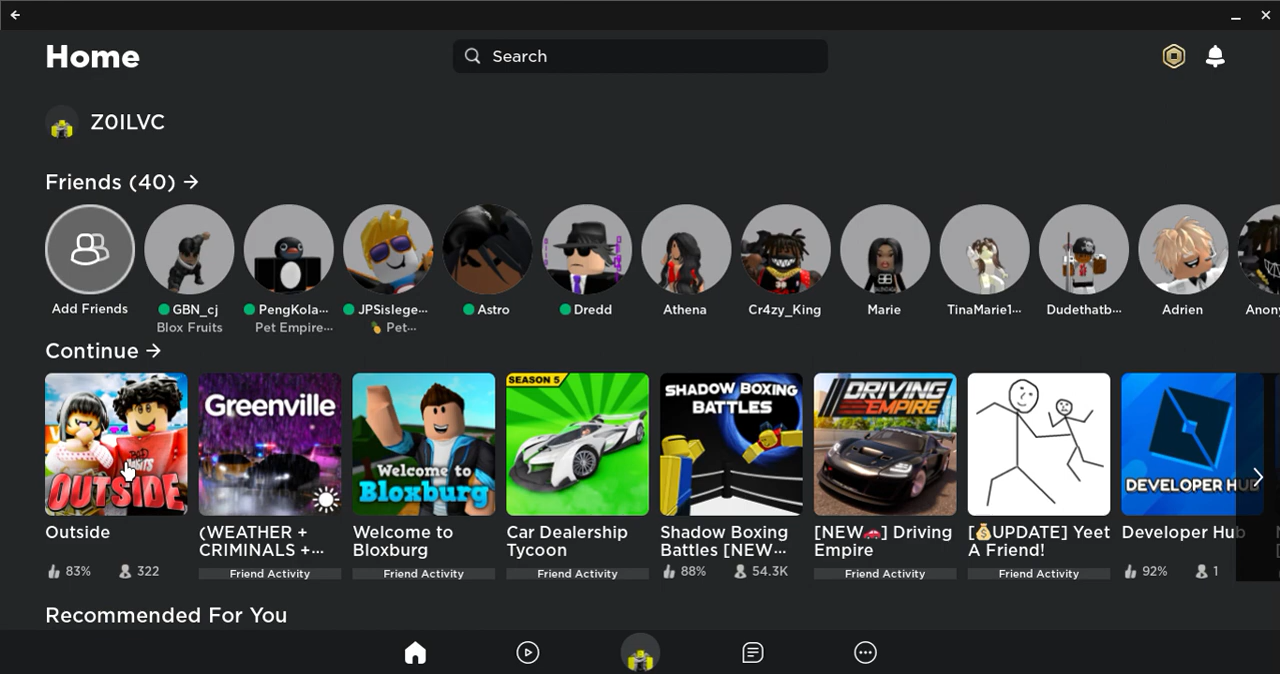 Home
Search
Z0ILVC
Friends (40)
Add Friends
GBN_cj
Blox Fruits
PengKola...
Pet Empire...
JPSislege...
Pet...
Astro
Dredd
Athena
Cr4zy_King
Marie
TinaMarie1...
Dudethatb...
Adrien
Anony
Continue
OUTSIDE
Greenville
Welcome to
Bloxburg
SEASON 5
SHADOW BOXING
BATTLES
DRIVING
EMPIRE
DEVELOPER HUB
Outside
83% 322
(WEATHER +
CRIMINALS +...
Friend Activity
Welcome to
Bloxburg
Friend Activity
Car Dealership
Tycoon
Friend Activity
Shadow Boxing
Battles [NEW...
88% 54.3K
[NEW🚗] Driving
Empire
Friend Activity
[💰UPDATE] Yeet
A Friend!
Friend Activity
Developer Hub
92% 1
Recommended For You